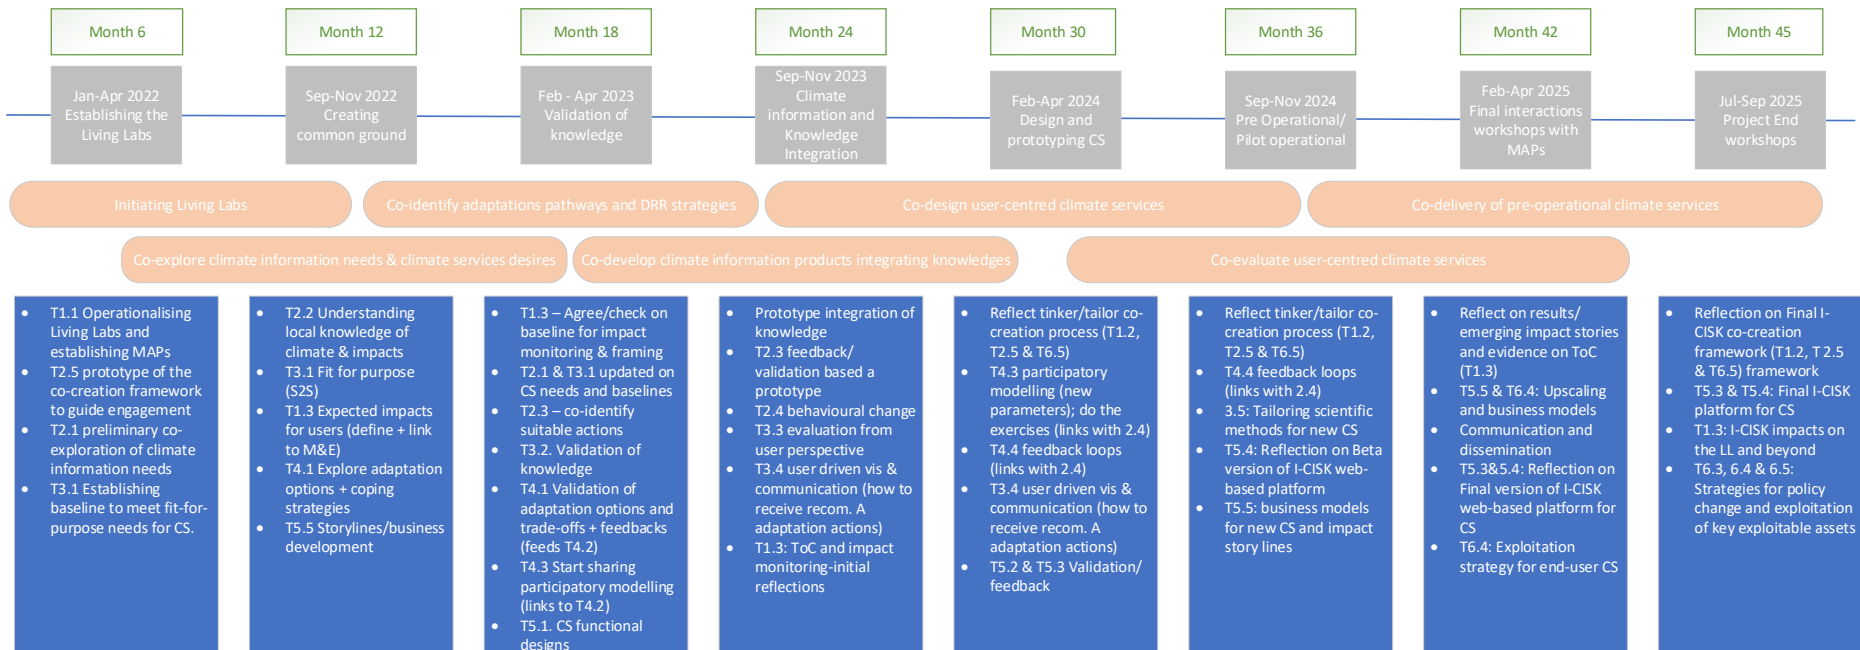 Month 6
Month 12
Month 18
Month 24
Month 30
Month 36
Month 42
Month 45
Jan-Apr 2022
Establishing the
Living Labs
Sep-Nov 2022
Creating
common ground
Feb - Apr 2023
Validation of
knowledge
Sep-Nov 2023
Climate
information and
Knowledge
Integration
Feb-Apr 2024
Design and
prototyping CS
Sep-Nov 2024
Pre Operational/
Pilot operational
Feb-Apr 2025
Final interactions
workshops with
MAPs
Jul-Sep 2025
Project End
workshops
Initiating Living Labs
Co-identify adaptations pathways and DRR strategies
Co-design user-centred climate services
Co-delivery of pre-operational climate services
Co-explore climate information needs & climate services desires
Co-develop climate information products integrating knowledges
Co-evaluate user-centred climate services
• T1.1 Operationalising
Living Labs and
establishing MAPs
• T2.5 prototype of the
co-creation framework
to guide engagement
• T2.1 preliminary co-
exploration of climate
information needs
• T3.1 Establishing
baseline to meet fit-for-
purpose needs for CS.
• T2.2 Understanding
local knowledge of
climate & impacts
• T3.1 Fit for purpose
(S2S)
• T1.3 Expected impacts
for users (define + link
to M&E)
• T4.1 Explore adaptation
options + coping
strategies
• T5.5 Storylines/business
development
• T1.3 – Agree/check on
baseline for impact
monitoring & framing
• T2.1 & T3.1 updated on
CS needs and baselines
• T2.3 – co-identify
suitable actions
• T3.2. Validation of
knowledge
• T4.1 Validation of
adaptation options and
trade-offs + feedbacks
(feeds T4.2)
• T4.3 Start sharing
participatory modelling
(links to T4.2)
• T5.1. CS functional
designs
• Prototype integration of
knowledge
• T2.3 feedback/
validation based a
prototype
• T2.4 behavioural change
• T3.3 evaluation from
user perspective
• T3.4 user driven vis &
communication (how to
receive recom. A
adaptation actions)
• T1.3: ToC and impact
monitoring-initial
reflections
• Reflect tinker/tailor co-
creation process (T1.2,
T2.5 & T6.5)
• T4.3 participatory
modelling (new
parameters); do the
exercises (links with 2.4)
• T4.4 feedback loops
(links with 2.4)
• T3.4 user driven vis &
communication (how to
receive recom. A
adaptation actions)
• T5.2 & T5.3 Validation/
feedback
• Reflect tinker/tailor co-
creation process (T1.2,
T2.5 & T6.5)
• T4.4 feedback loops
(links with 2.4)
• 3.5: Tailoring scientific
methods for new CS
• T5.4: Reflection on Beta
version of I-CISK web-
based platform
• T5.5: business models
for new CS and impact
story lines
• Reflect on results/
emerging impact stories
and evidence on ToC
(T1.3)
• T5.5 & T6.4: Upscaling
and business models
• Communication and
dissemination
• T5.3&5.4: Reflection on
Final version of I-CISK
web-based platform for
CS
• T6.4: Exploitation
strategy for end-user CS
• Reflection on Final I-
CISK co-creation
framework (T1.2, T 2.5
& T6.5) framework
• T5.3 & T5.4: Final I-CISK
platform for CS
• T1.3: I-CISK impacts on
the LL and beyond
• T6.3, 6.4 & 6.5:
Strategies for policy
change and exploitation
of key exploitable assets